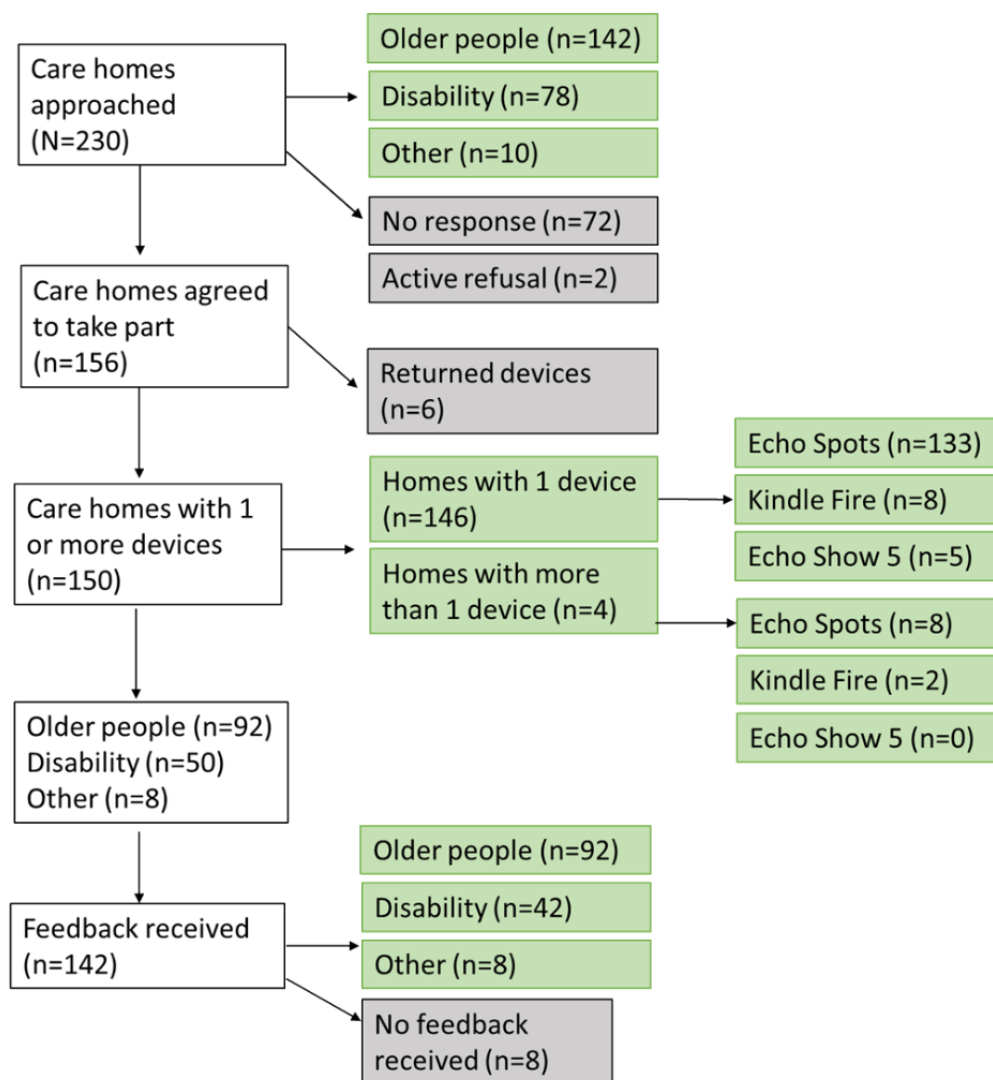 Care homes
approached
(N=230)
Older people (n=142)
Disability (n=78)
Other (n=10)
No response (n=72)
Active refusal (n=2)
Care homes agreed
to take part
(n=156)
Returned devices
(n=6)
Care homes with 1
or more devices
(n=150)
Homes with 1 device
(n=146)
Homes with more
than 1 device (n=4)
Echo Spots (n=133)
Kindle Fire (n=8)
Echo Show 5 (n=5)
Echo Spots (n=8)
Kindle Fire (n=2)
Echo Show 5 (n=0)
Older people (n=92)
Disability (n=50)
Other (n=8)
Feedback received
(n=142)
Older people (n=92)
Disability (n=42)
Other (n=8)
No feedback
received (n=8)